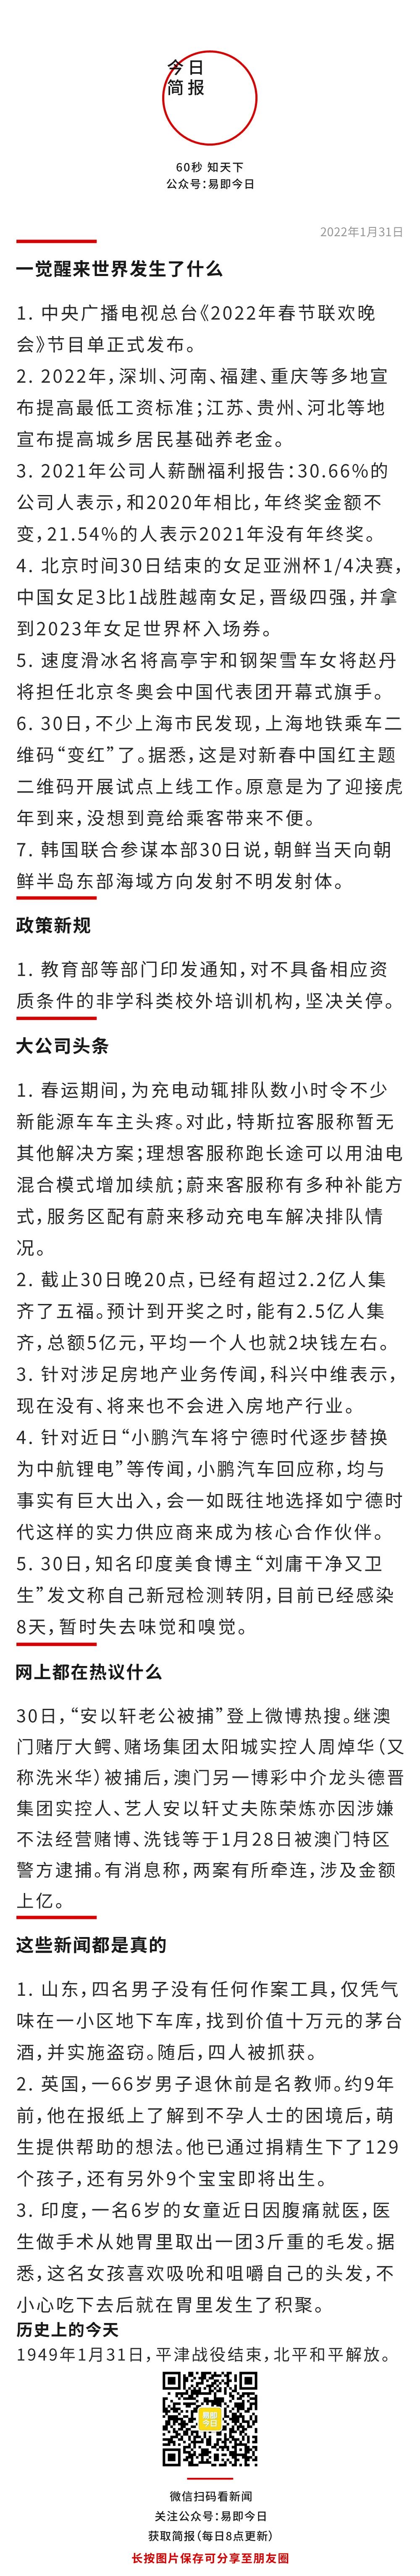 今日
简报
60秒 知天下
公众号：易即今日
2022年1月31日
一觉醒来世界发生了什么
1. 中央广播电视总台《2022年春节联欢晚
会》节目单正式发布。
2. 2022年，深圳、河南、福建、重庆等多地宣
布提高最低工资标准；江苏、贵州、河北等地
宣布提高城乡居民基础养老金。
3. 2021年公司人薪酬福利报告：30.66%的
公司人表示，和2020年相比，年终奖金额不
变，21.54%的人表示2021年没有年终奖。
4. 北京时间30日结束的女足亚洲杯1/4决赛，
中国女足3比1战胜越南女足，晋级四强，并拿
到2023年女足世界杯入场券。
5. 速度滑冰名将高亭宇和钢架雪车女将赵丹
将担任北京冬奥会中国代表团开幕式旗手。
6. 30日，不少上海市民发现，上海地铁乘车二
维码“变红”了。据悉，这是对新春中国红主题
二维码开展试点上线工作。原意是为了迎接虎
年到来，没想到竟给乘客带来不便。
7. 韩国联合参谋本部30日说，朝鲜当天向朝
鲜半岛东部海域方向发射不明发射体。
政策新规
1. 教育部等部门印发通知，对不具备相应资
质条件的非学科类校外培训机构，坚决关停。
大公司头条
1. 春运期间，为充电动辄排队数小时令不少
新能源车车主头疼。对此，特斯拉客服称暂无
其他解决方案；理想客服称跑长途可以用油电
混合模式增加续航；蔚来客服称有多种补能方
式，服务区配有蔚来移动充电车解决排队情
况。
2. 截止30日晚20点，已经有超过2.2亿人集
齐了五福。预计到开奖之时，能有2.5亿人集
齐，总额5亿元，平均一个人也就2块钱左右。
3. 针对涉足房地产业务传闻，科兴中维表示，
现在没有、将来也不会进入房地产行业。
4. 针对近日“小鹏汽车将宁德时代逐步替换
为中航锂电”等传闻，小鹏汽车回应称，均与
事实有巨大出入，会一如既往地选择如宁德时
代这样的实力供应商来成为核心合作伙伴。
5. 30日，知名印度美食博主“刘庸干净又卫
生”发文称自己新冠检测转阴，目前已经感染
8天，暂时失去味觉和嗅觉。
网上都在热议什么
30日，“安以轩老公被捕”登上微博热搜。继澳
门赌厅大鳄、赌场集团太阳城实控人周焯华（又
称洗米华）被捕后，澳门另一博彩中介龙头德晋
集团实控人、艺人安以轩丈夫陈荣炼亦因涉嫌
不法经营赌博、洗钱等于1月28日被澳门特区
警方逮捕。有消息称，两案有所牵连，涉及金额
上亿。
这些新闻都是真的
1. 山东，四名男子没有任何作案工具，仅凭气
味在一小区地下车库，找到价值十万元的茅台
酒，并实施盗窃。随后，四人被抓获。
2. 英国，一66岁男子退休前是名教师。约9年
前，他在报纸上了解到不孕人士的困境后，萌
生提供帮助的想法。他已通过捐精生下了129
个孩子，还有另外9个宝宝即将出生。
3. 印度，一名6岁的女童近日因腹痛就医，医
生做手术从她胃里取出一团3斤重的毛发。据
悉，这名女孩喜欢吸吮和咀嚼自己的头发，不
小心吃下去后就在胃里发生了积聚。
历史上的今天
1949年1月31日，平津战役结束，北平和平解放。
易即
今日
微信扫码看新闻
关注公众号：易即今日
获取简报（每日8点更新）
长按图片保存可分享至朋友圈